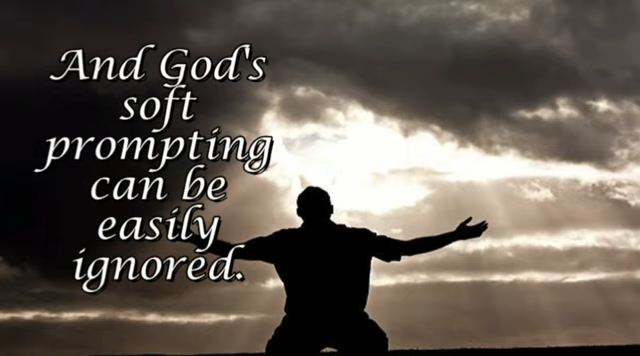 And God's
soft
prompting
can be
easily
ignored.